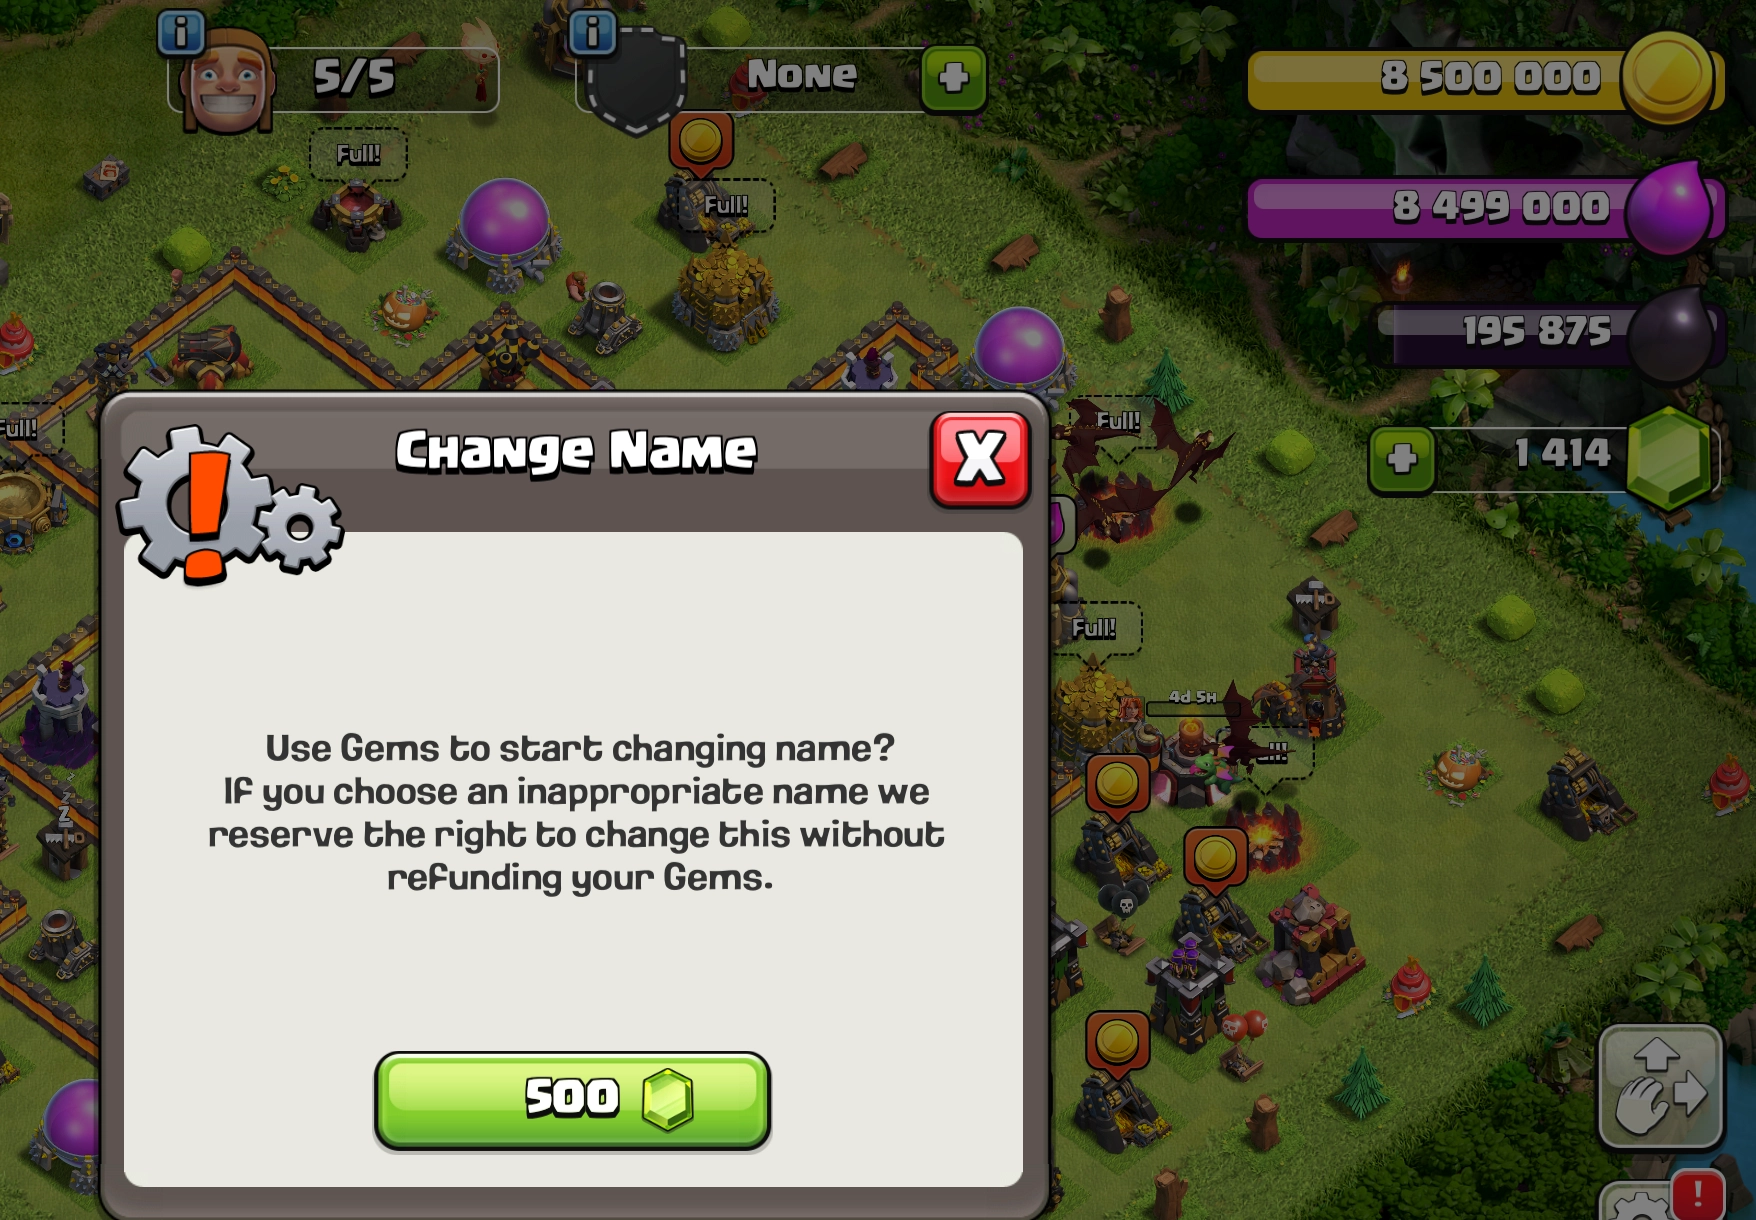 5/5
None
8 500 000
Full!
Full!
8 499 000
195 875
Full!
Full!
Change Name
X
1 414
Full!
4d 5H
Use Gems to start changing name?
If you choose an inappropriate name we
reserve the right to change this without
refunding your Gems.
500